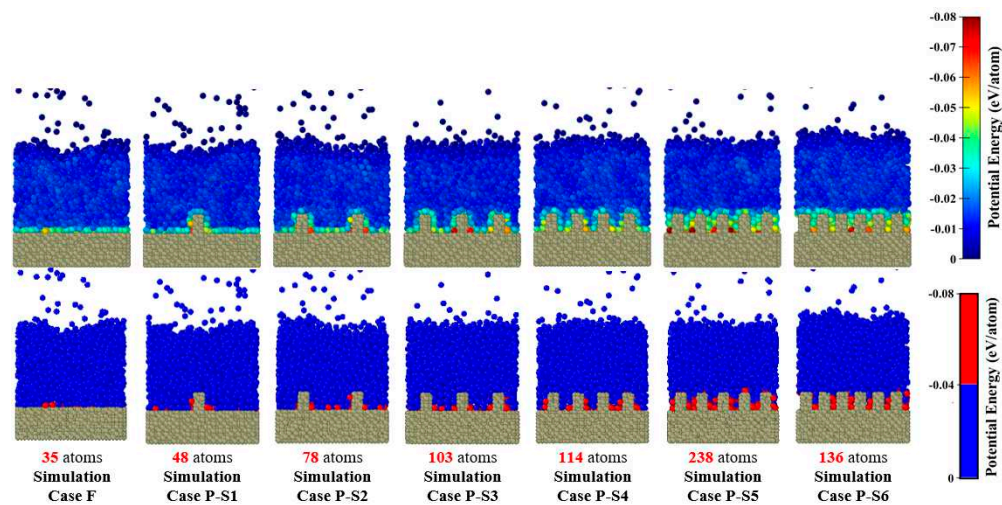 -0.08
-0.07
-0.06
-0.05
-0.04
-0.03
-0.02
-0.01
0
Potential Energy (eV/atom)
-0.08
-0.04
0
Potential Energy (eV/atom)
35 atoms
Simulation
Case F
48 atoms
Simulation
Case P-S1
78 atoms
Simulation
Case P-S2
103 atoms
Simulation
Case P-S3
114 atoms
Simulation
Case P-S4
238 atoms
Simulation
Case P-S5
136 atoms
Simulation
Case P-S6